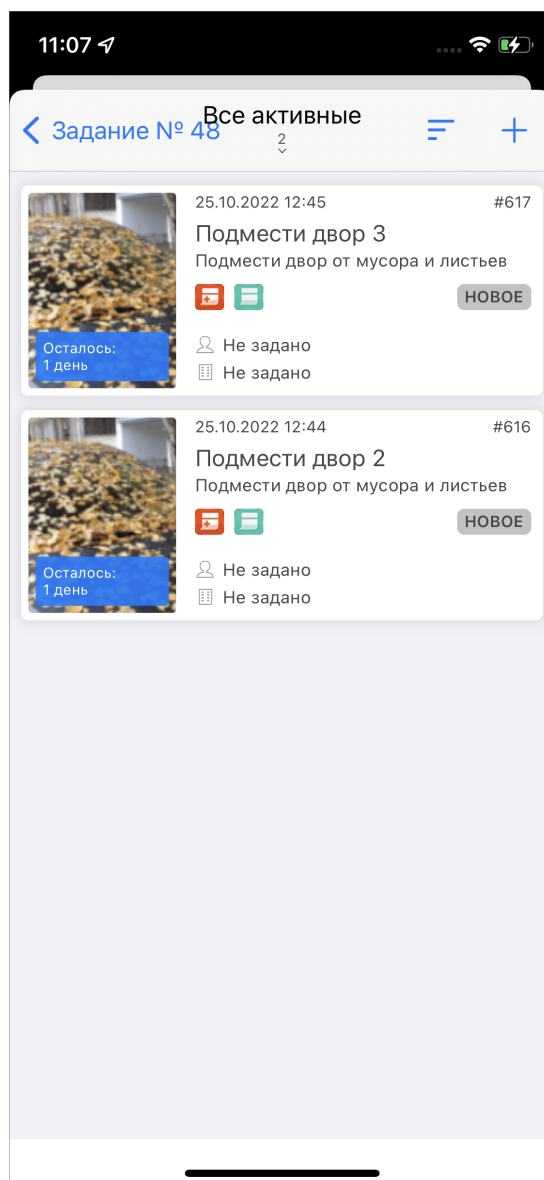 11:07
Все активные
Задание № 48
2
25.10.2022 12:45
#617
Подмести двор 3
Подмести двор от мусора и листьев
НОВОЕ
Осталось:
1 день
Не задано
Не задано
25.10.2022 12:44
#616
Подмести двор 2
Подмести двор от мусора и листьев
НОВОЕ
Осталось:
1 день
Не задано
Не задано